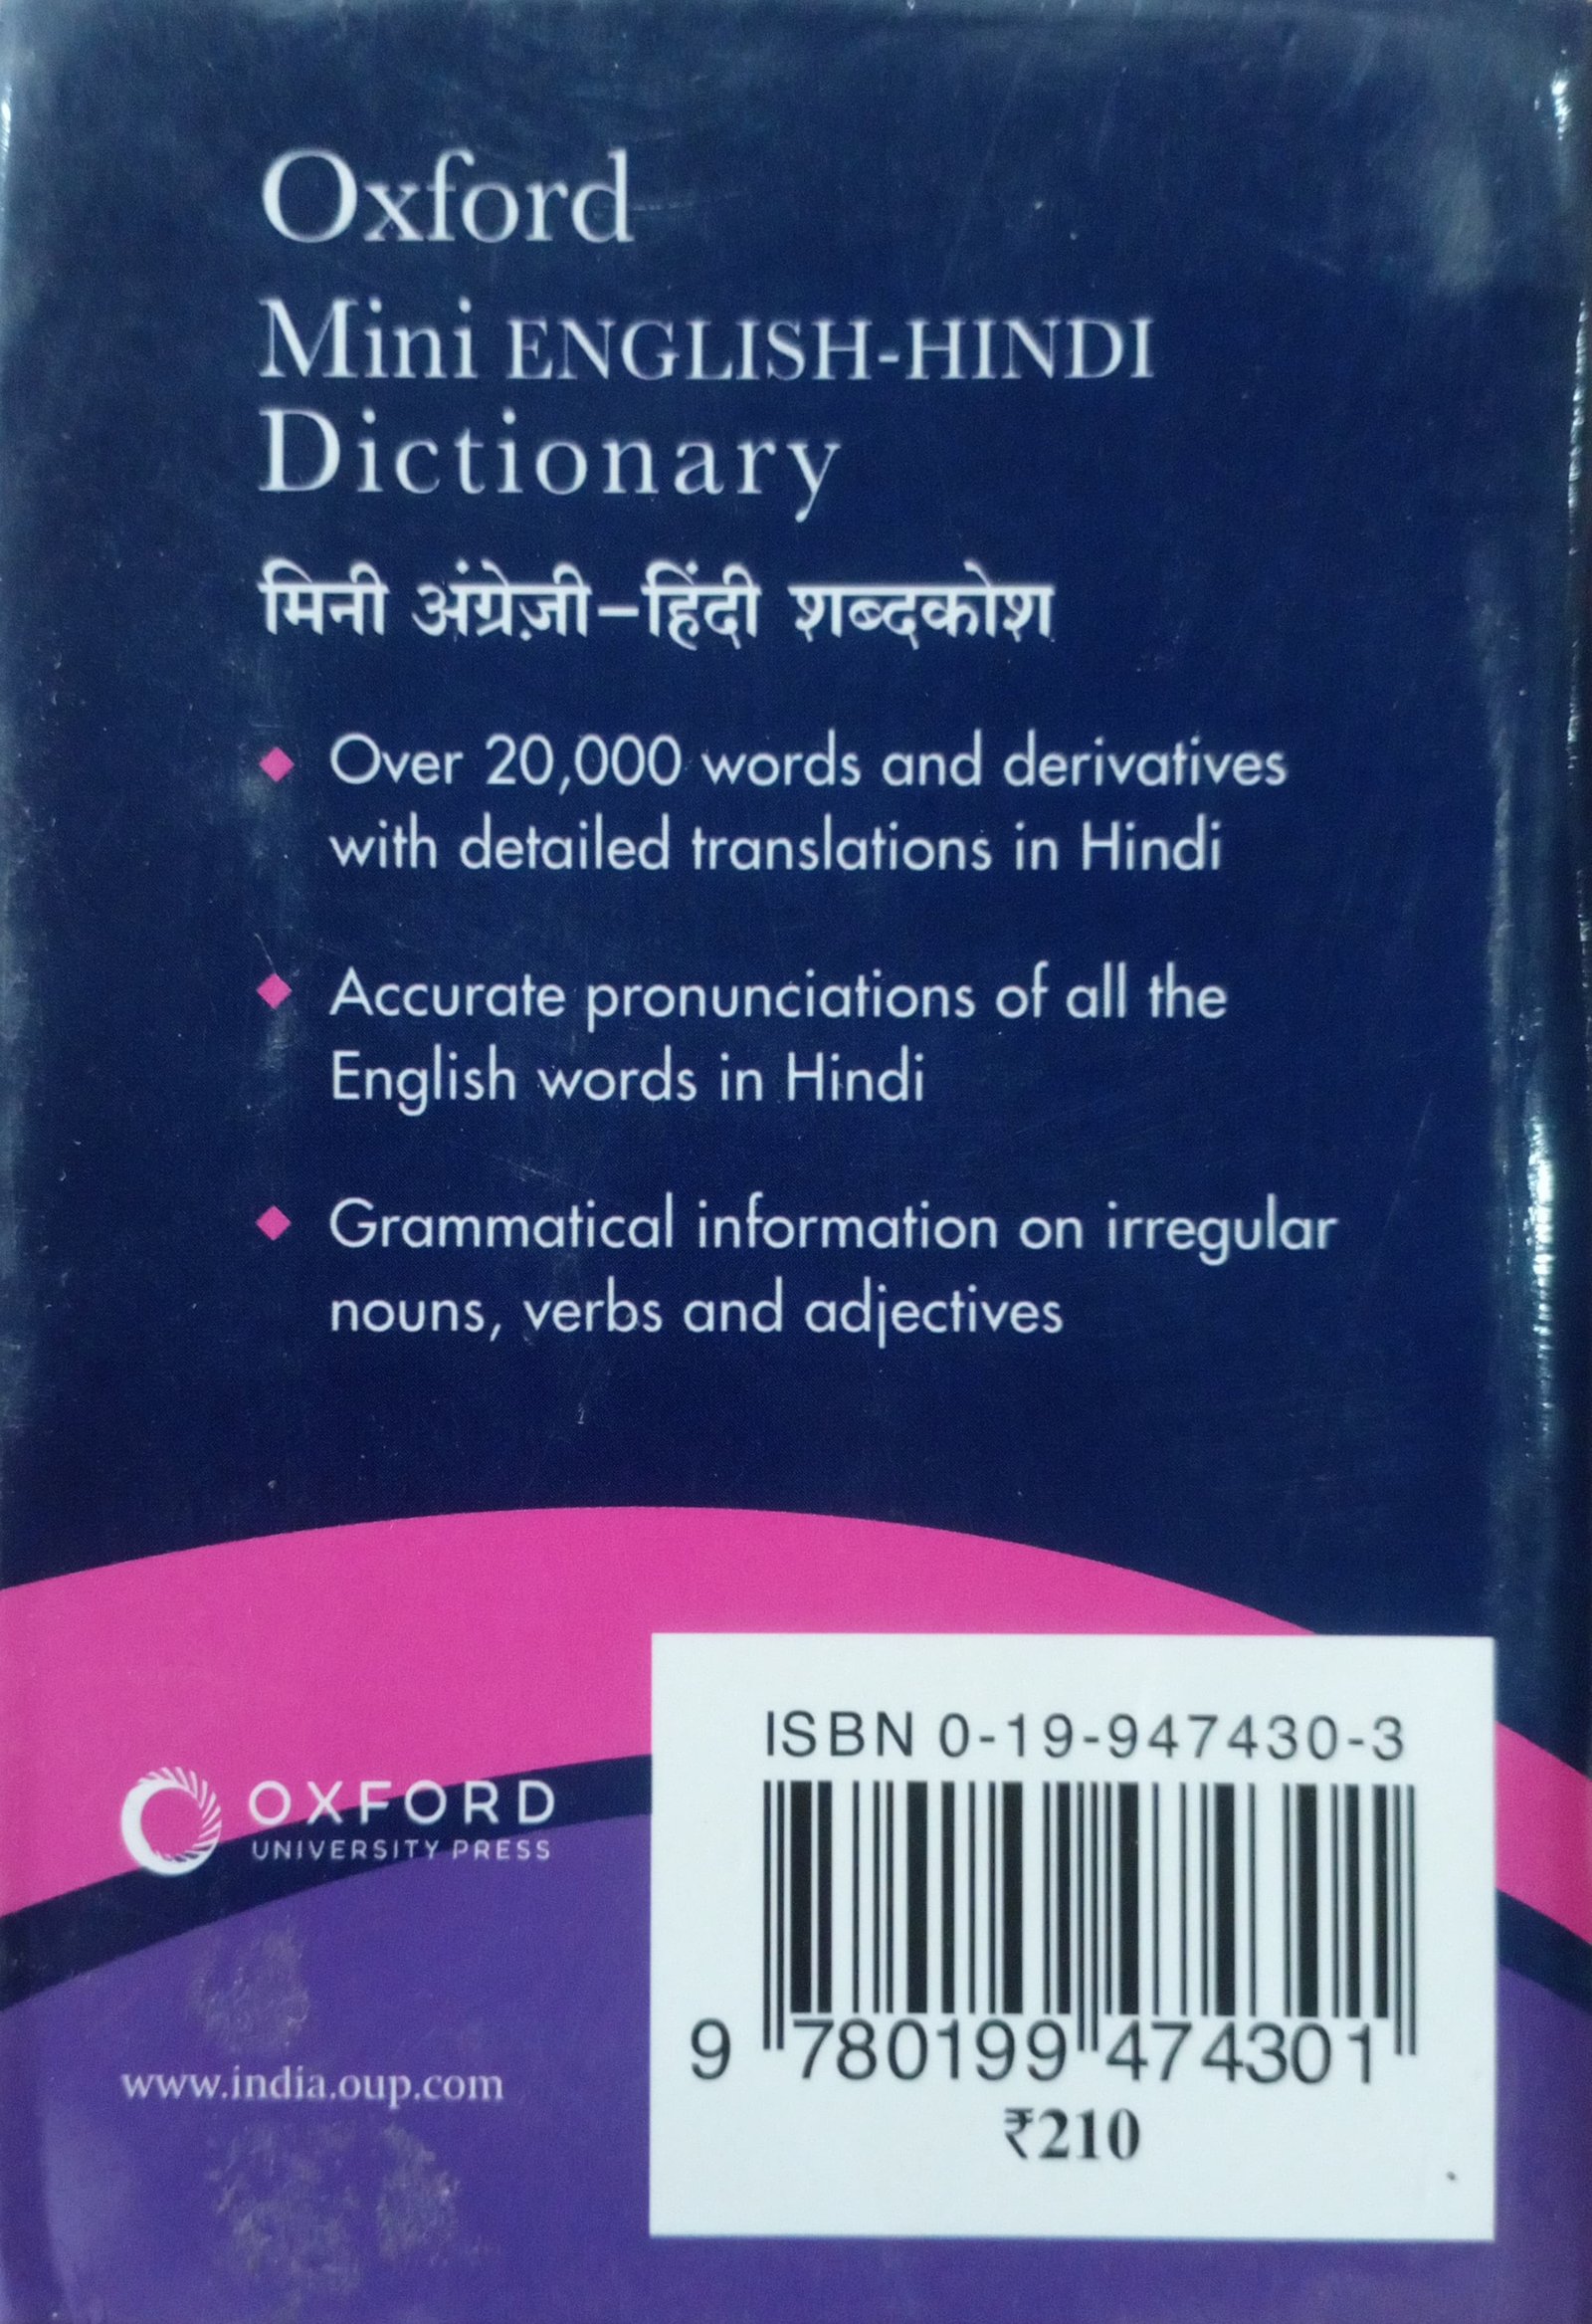 Oxford
Mini ENGLISH-HINDI
Dictionary
मिनी अंग्रेज़ी–हिंदी शब्दकोश
Over 20,000 words and derivatives
with detailed translations in Hindi
Accurate pronunciations of all the
English words in Hindi
Grammatical information on irregular
nouns, verbs and adjectives
OXFORD
UNIVERSITY PRESS
www.india.oup.com
ISBN 0-19-947430-3
9 780199 474301
₹210